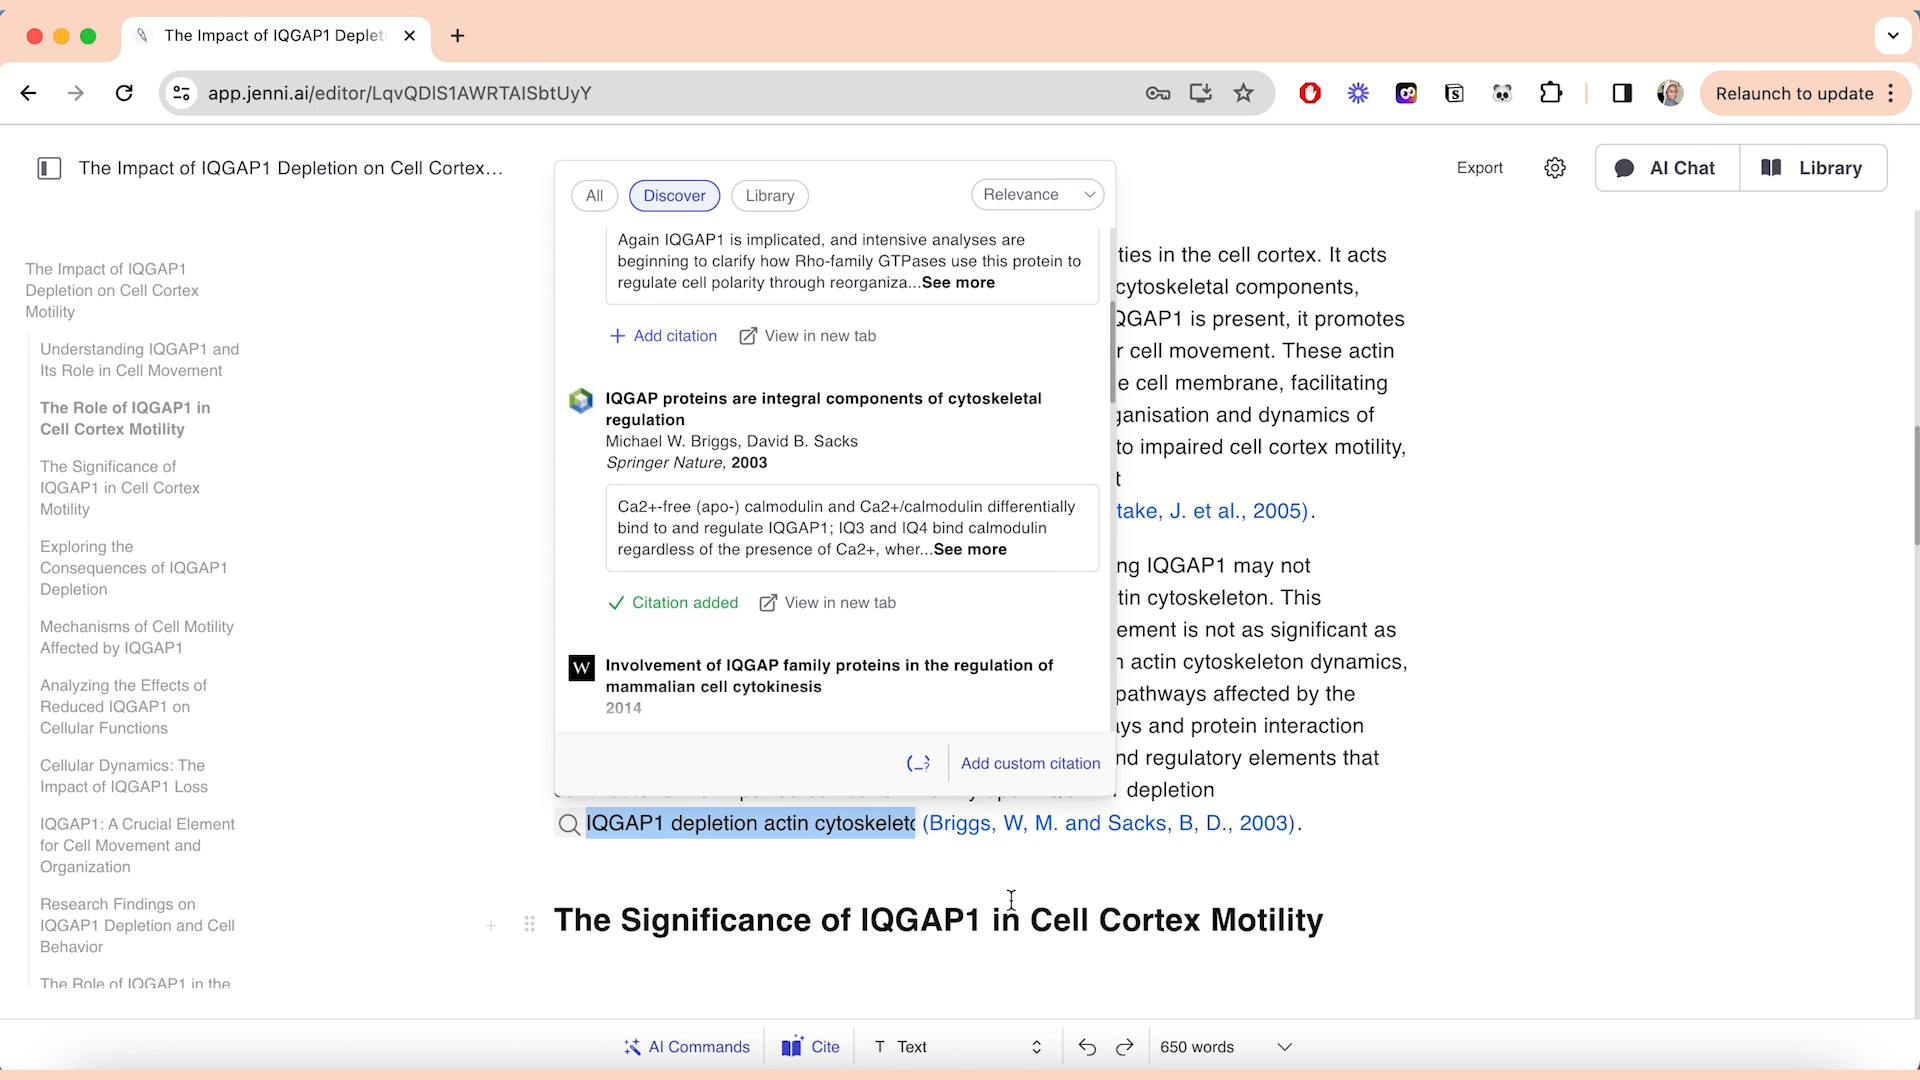 The Impact of IQGAP1 Deplet
app.jenni.ai/editor/LqvQDIS1AWRTAISbtUyY
Relaunch to update
The Impact of IQGAP1 Depletion on Cell Cortex...
Export
AI Chat
Library
The Impact of IQGAP1
Depletion on Cell Cortex
Motility
Understanding IQGAP1 and
Its Role in Cell Movement
The Role of IQGAP1 in
Cell Cortex Motility
The Significance of
IQGAP1 in Cell Cortex
Motility
Exploring the
Consequences of IQGAP1
Depletion
Mechanisms of Cell Motility
Affected by IQGAP1
Analyzing the Effects of
Reduced IQGAP1 on
Cellular Functions
Cellular Dynamics: The
Impact of IQGAP1 Loss
IQGAP1: A Crucial Element
for Cell Movement and
Organization
Research Findings on
IQGAP1 Depletion and Cell
Behavior
The Role of IQGAP1 in the
All
Discover
Library
Relevance
Again IQGAP1 is implicated, and intensive analyses are
beginning to clarify how Rho-family GTPases use this protein to
regulate cell polarity through reorganiza...See more
Add citation
View in new tab
IQGAP proteins are integral components of cytoskeletal
regulation
Michael W. Briggs, David B. Sacks
Springer Nature, 2003
Ca2+-free (apo-) calmodulin and Ca2+/calmodulin differentially
bind to and regulate IQGAP1; IQ3 and IQ4 bind calmodulin
regardless of the presence of Ca2+, wher...See more
Citation added
View in new tab
W
Involvement of IQGAP family proteins in the regulation of
mammalian cell cytokinesis
2014
(_?
Add custom citation
ties in the cell cortex. It acts
cytoskeletal components,
QGAP1 is present, it promotes
r cell movement. These actin
e cell membrane, facilitating
ganisation and dynamics of
to impaired cell cortex motility,
t
take, J. et al., 2005).
ng IQGAP1 may not
tin cytoskeleton. This
ement is not as significant as
n actin cytoskeleton dynamics,
pathways affected by the
ys and protein interaction
nd regulatory elements that
depletion
IQGAP1 depletion actin cytoskeletc (Briggs, W, M. and Sacks, B, D., 2003).
The Significance of IQGAP1 in Cell Cortex Motility
AI Commands
Cite
T Text
650 words